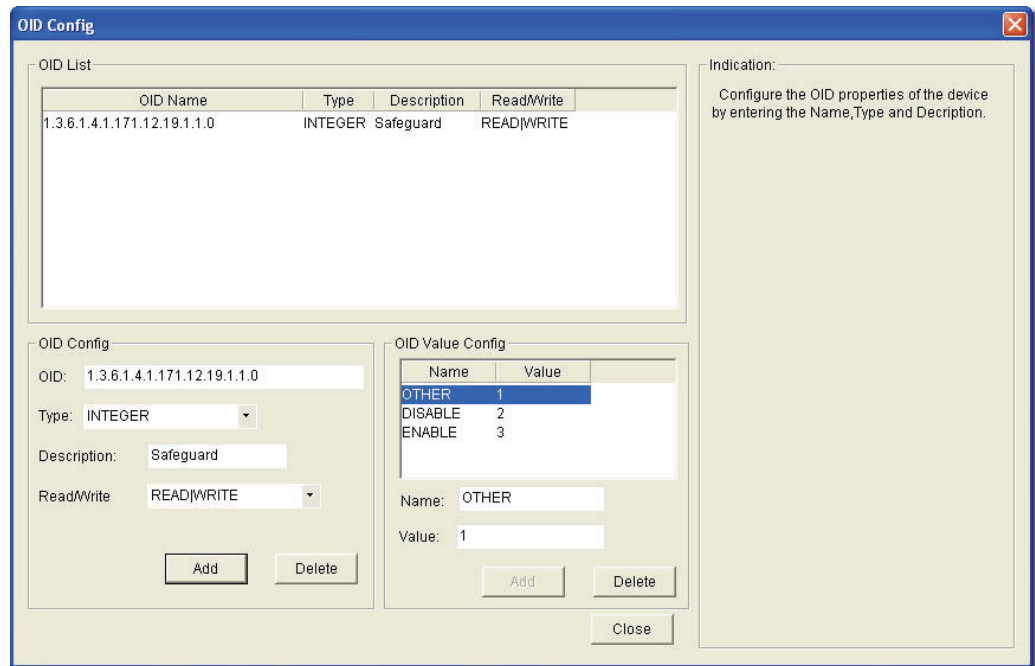 OID Config
OID List
OID Name Type Description Read/Write
1.3.6.1.4.1.171.12.19.1.1.0 INTEGER Safeguard READ|WRITE
Indication:
Configure the OID properties of the device
by entering the Name,Type and Decription.
OID Config
OID: 1.3.6.1.4.1.171.12.19.1.1.0
Type: INTEGER
Description: Safeguard
Read/Write READ|WRITE
Add Delete
OID Value Config
Name Value
OTHER 1
DISABLE 2
ENABLE 3
Name: OTHER
Value: 1
Add Delete
Close